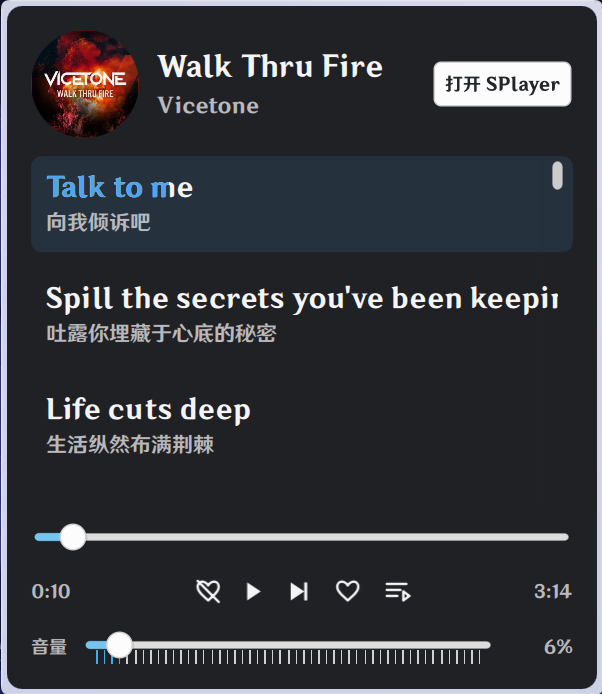 VICETONE
WALK THRU FIRE
Walk Thru Fire
Vicetone
打开 SPlayer
Talk to me
向我倾诉吧
Spill the secrets you've been keepin
吐露你埋藏于心底的秘密
Life cuts deep
生活纵然布满荆棘
0:10
3:14
音量
6%